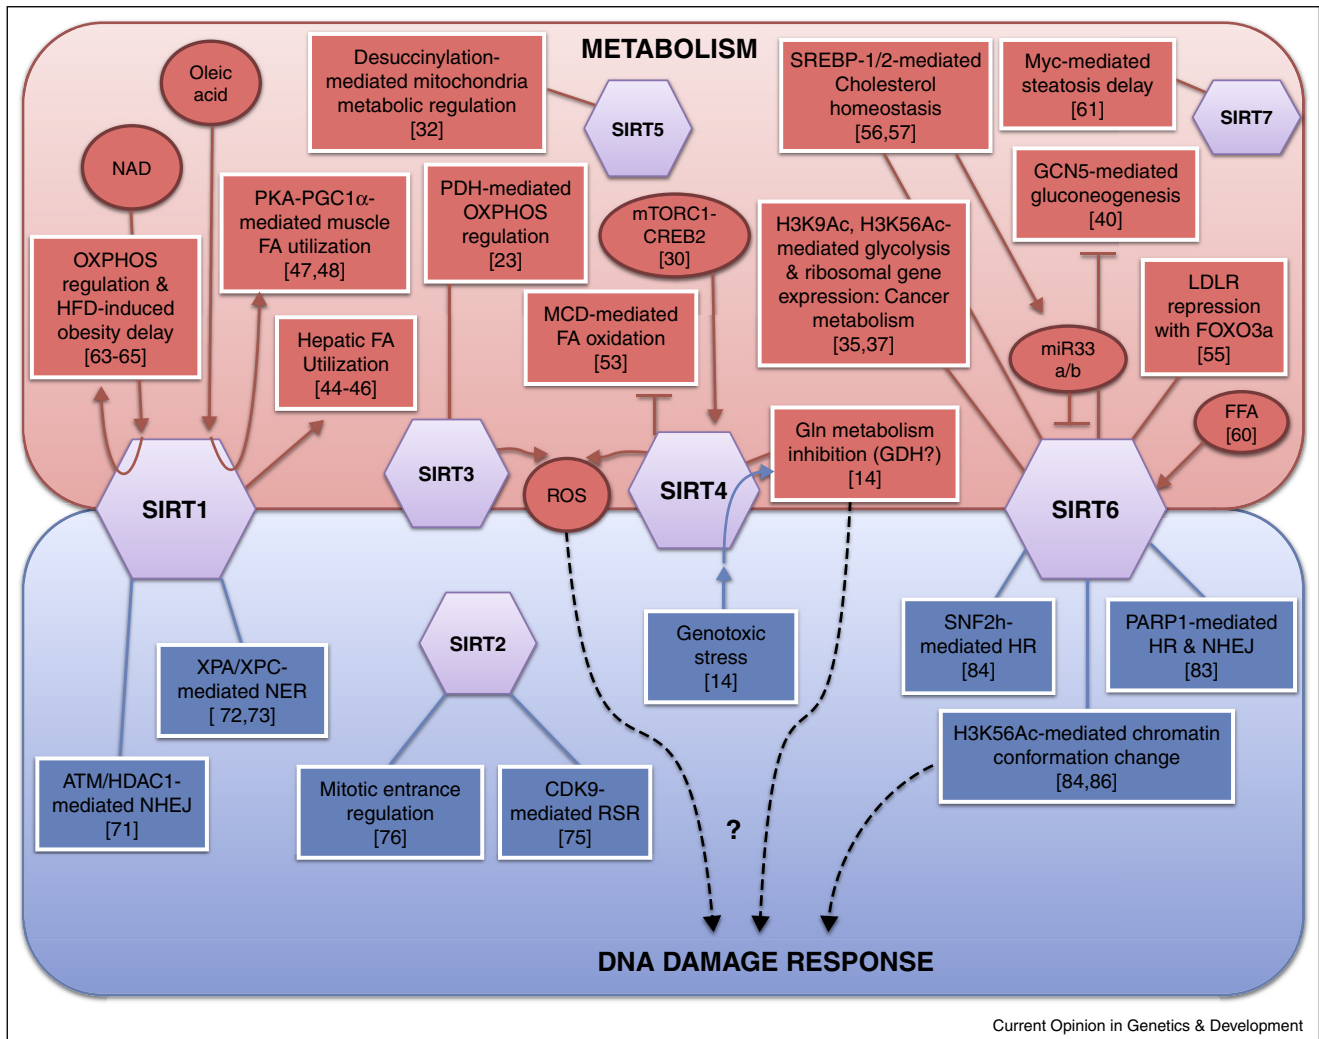 METABOLISM
Oleic
acid
NAD
Desuccinylation-
mediated mitochondria
metabolic regulation
[32]
SIRT5
SREBP-1/2-mediated
Cholesterol
homeostasis
[56,57]
Myc-mediated
steatosis delay
[61]
SIRT7
PKA-PGC1α-
mediated muscle
FA utilization
[47,48]
PDH-mediated
OXPHOS
regulation
[23]
mTORC1-
CREB2
[30]
H3K9Ac, H3K56Ac-
mediated glycolysis
& ribosomal gene
expression: Cancer
metabolism
[35,37]
GCN5-mediated
gluconeogenesis
[40]
OXPHOS
regulation &
HFD-induced
obesity delay
[63-65]
Hepatic FA
Utilization
[44-46]
MCD-mediated
FA oxidation
[53]
miR33
a/b
LDLR
repression
with FOXO3a
[55]
FFA
[60]
SIRT1
SIRT3
ROS
SIRT4
Gln metabolism
inhibition (GDH?)
[14]
SIRT6
SIRT2
Genotoxic
stress
[14]
SNF2h-
mediated HR
[84]
PARP1-mediated
HR & NHEJ
[83]
XPA/XPC-
mediated NER
[ 72,73]
H3K56Ac-mediated chromatin
conformation change
[84,86]
ATM/HDAC1-
mediated NHEJ
[71]
Mitotic entrance
regulation
[76]
CDK9-
mediated RSR
[75]
?
DNA DAMAGE RESPONSE
Current Opinion in Genetics & Development